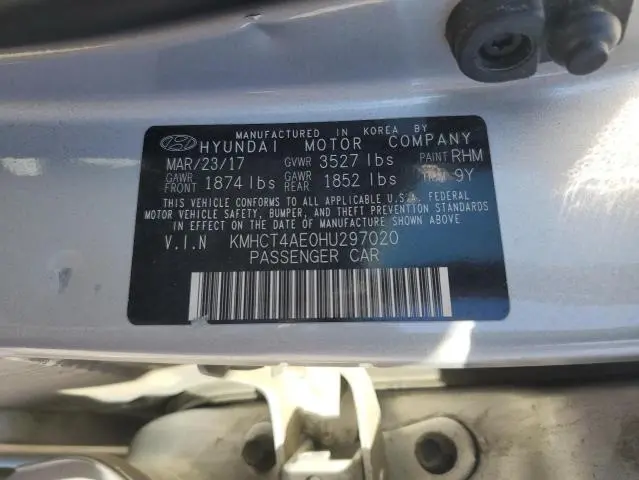 MANUFACTURED IN KOREA BY
HYUNDAI MOTOR COMPANY
MAR/23/17 GVWR 3527 lbs PAINT RHM
GAWR FRONT 1874 lbs GAWR REAR 1852 lbs TRIM 9Y
THIS VEHICLE CONFORMS TO ALL APPLICABLE U.S.A. FEDERAL
MOTOR VEHICLE SAFETY, BUMPER, AND THEFT PREVENTION STANDARDS
IN EFFECT ON THE DATE OF MANUFACTURE SHOWN ABOVE.
V.I.N KMHCT4AE0HU297020
PASSENGER CAR